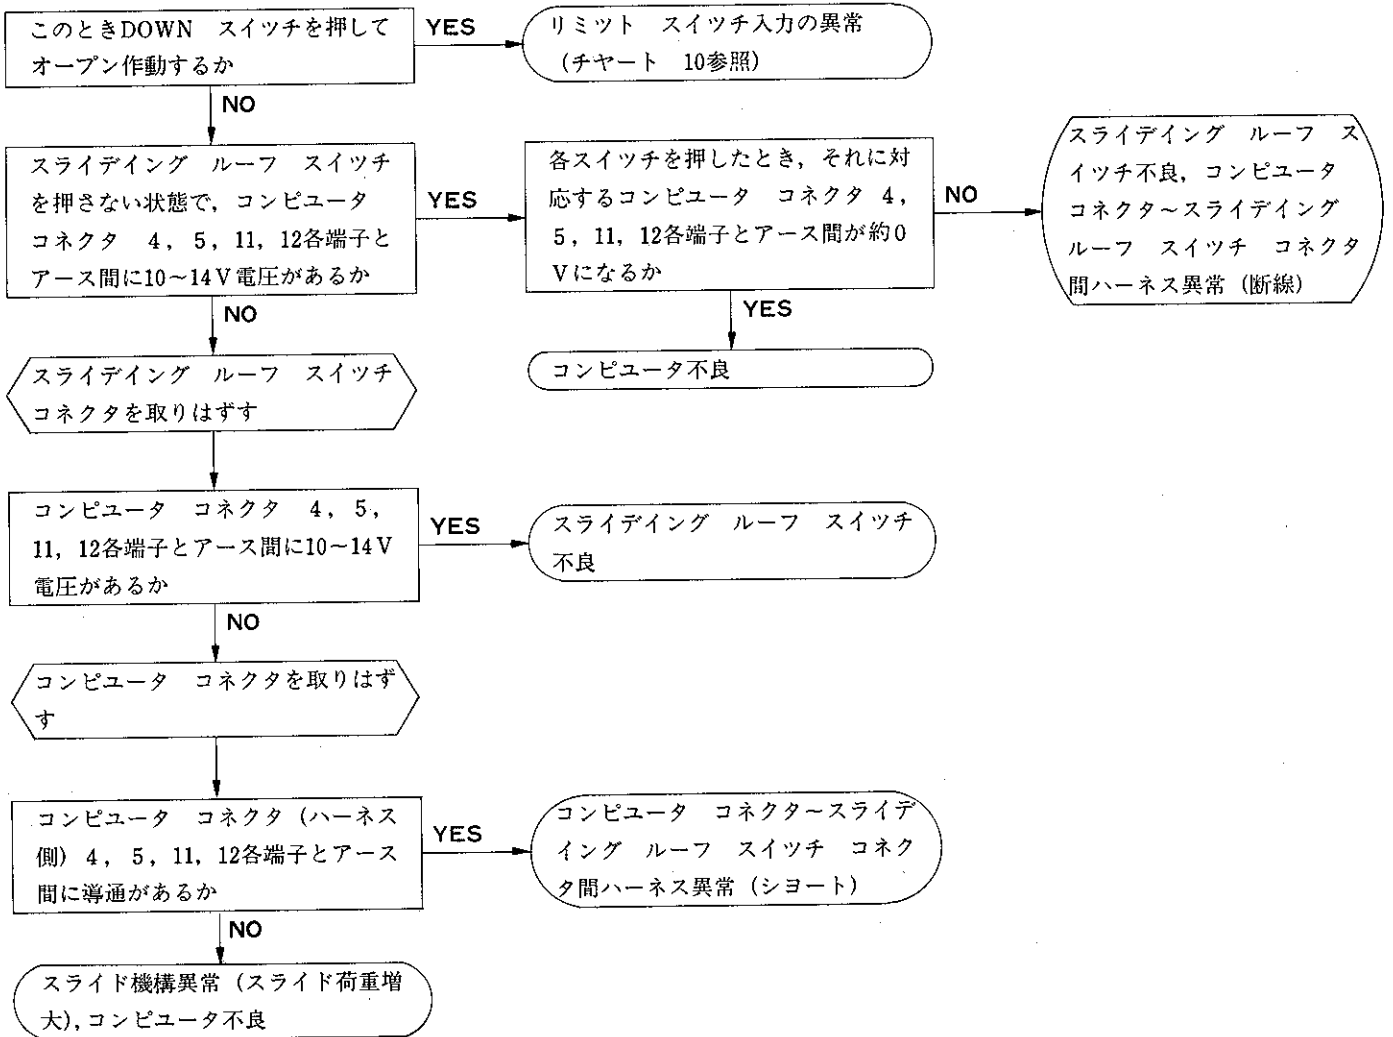 このときDOWN　スイツチを押して
オープン作動するか
YES
リミツト　スイツチ入力の異常
（チヤート　10参照）
NO
スライデイング　ルーフ　スイツチ
を押さない状態で，コンピユータ
コネクタ　4，5，11，12各端子と
アース間に10～14V電圧があるか
YES
各スイツチを押したとき，それに対
応するコンピユータ　コネクタ 4，
5，11，12各端子とアース間が約0
Vになるか
NO
スライデイング　ルーフ　ス
イツチ不良，コンピユータ
コネクタ～スライデイング
ルーフ　スイツチ　コネクタ
間ハーネス異常（断線）
NO
YES
コンピユータ不良
スライデイング　ルーフ　スイツチ
コネクタを取りはずす
コンピユータ　コネクタ　4，5，
11，12各端子とアース間に10～14V
電圧があるか
YES
スライデイング　ルーフ　スイツチ
不良
NO
コンピユータ　コネクタを取りはず
す
コンピユータ　コネクタ（ハーネス
側）4，5，11，12各端子とアース
間に導通があるか
YES
コンピユータ　コネクタ～スライデ
イング　ルーフ　スイツチ　コネク
タ間ハーネス異常（シヨート）
NO
スライド機構異常（スライド荷重増
大），コンピユータ不良